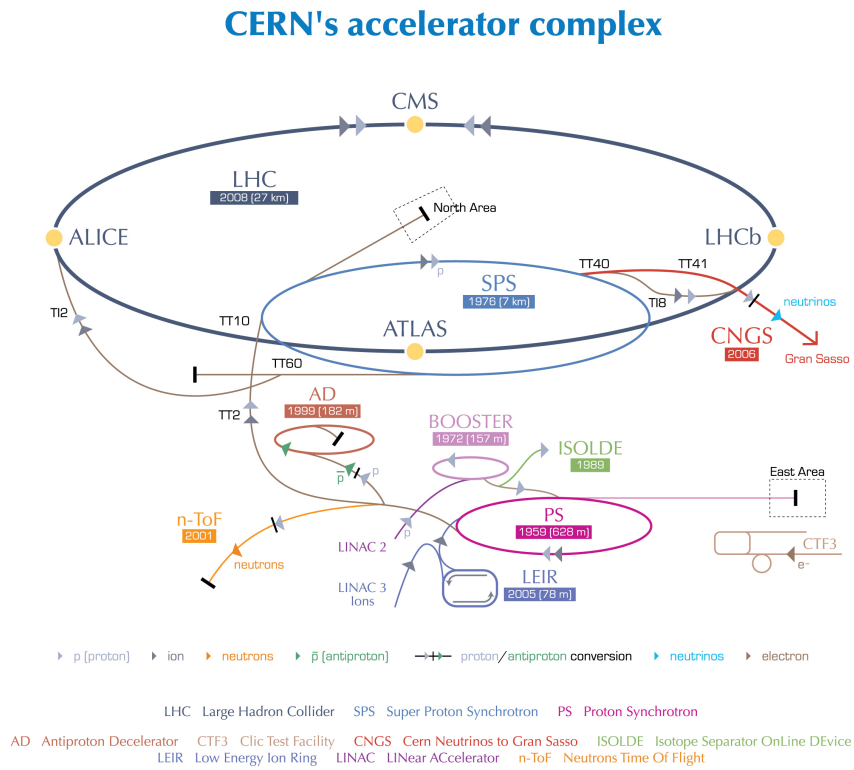 CERN's accelerator complex
CMS
LHC
2008 (27 km)
North Area
ALICE
LHCb
TT40
TT41
SPS
1976 (7 km)
p
TI8
neutrinos
TI2
TT10
ATLAS
CNGS
2006
Gran Sasso
TT60
AD
1999 (182 m)
TT2
BOOSTER
1972 (157 m)
ISOLDE
1989
p
p̅
East Area
n-ToF
2001
PS
1959 (628 m)
p
LINAC 2
neutrons
CTF3
e-
LEIR
2005 (78 m)
LINAC 3
Ions
p (proton) ion neutrons p̅ (antiproton) proton/antiproton conversion neutrinos electron
LHC Large Hadron Collider SPS Super Proton Synchrotron PS Proton Synchrotron
AD Antiproton Decelerator CTF3 Clic Test Facility CNGS Cern Neutrinos to Gran Sasso ISOLDE Isotope Separator OnLine DEvice
LEIR Low Energy Ion Ring LINAC LINear ACcelerator n-ToF Neutrons Time Of Flight